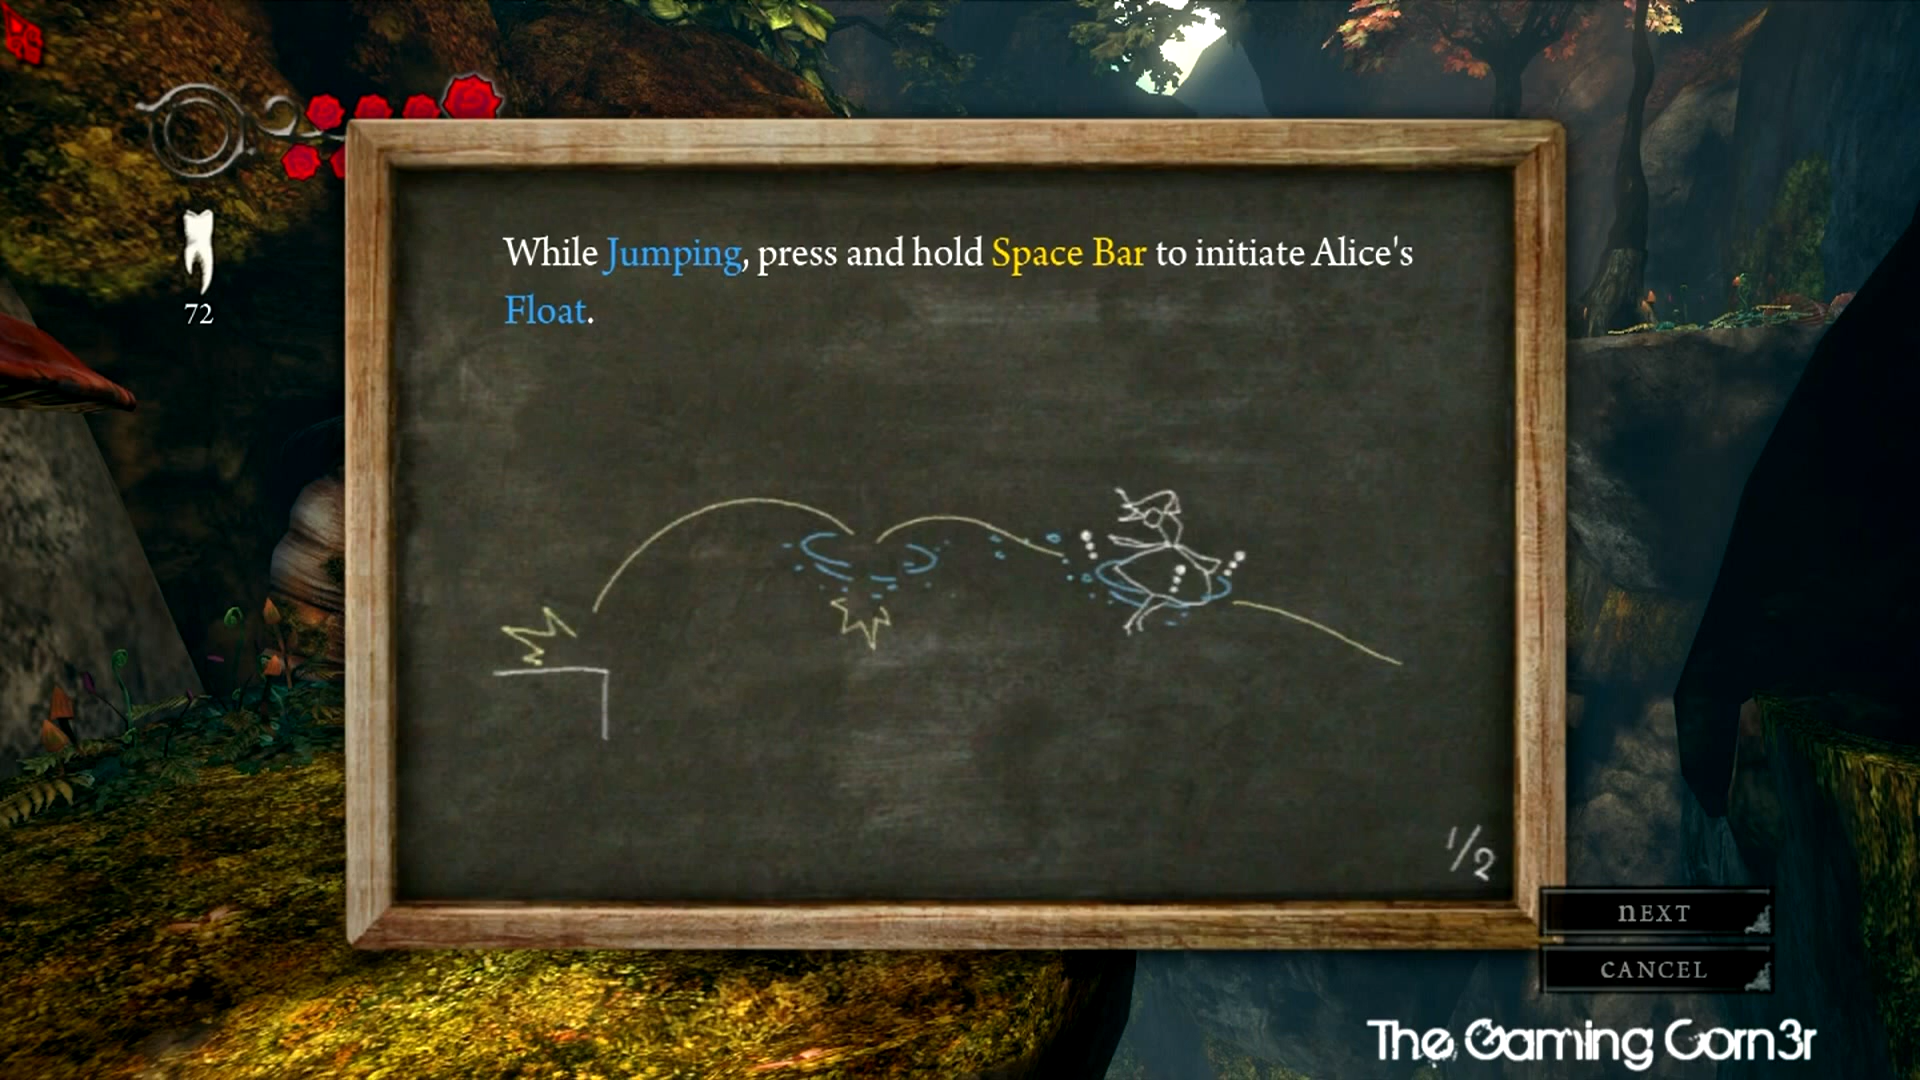 72
While Jumping, press and hold Space Bar to initiate Alice's
Float.
1/2
NEXT
CANCEL
The Gaming Corn3r